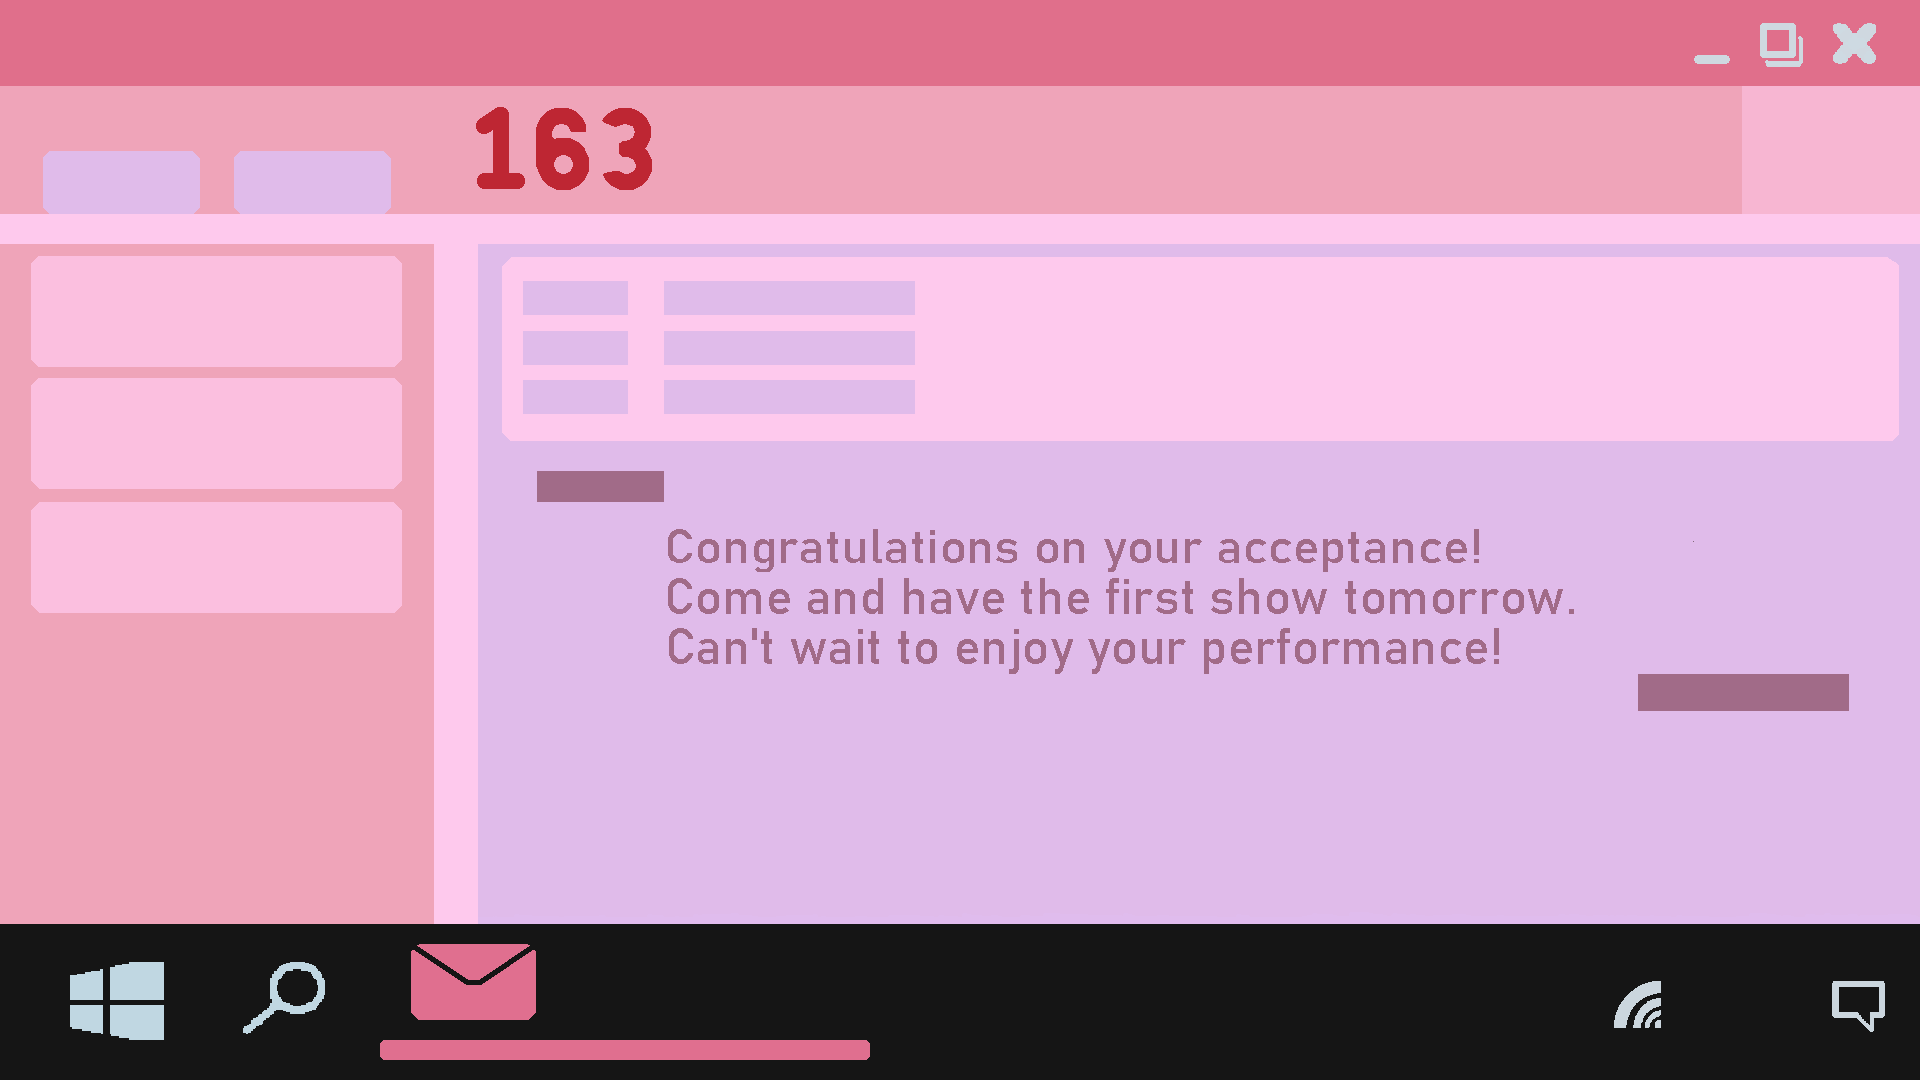 163
Congratulations on your acceptance!
Come and have the first show tomorrow.
Can't wait to enjoy your performance!